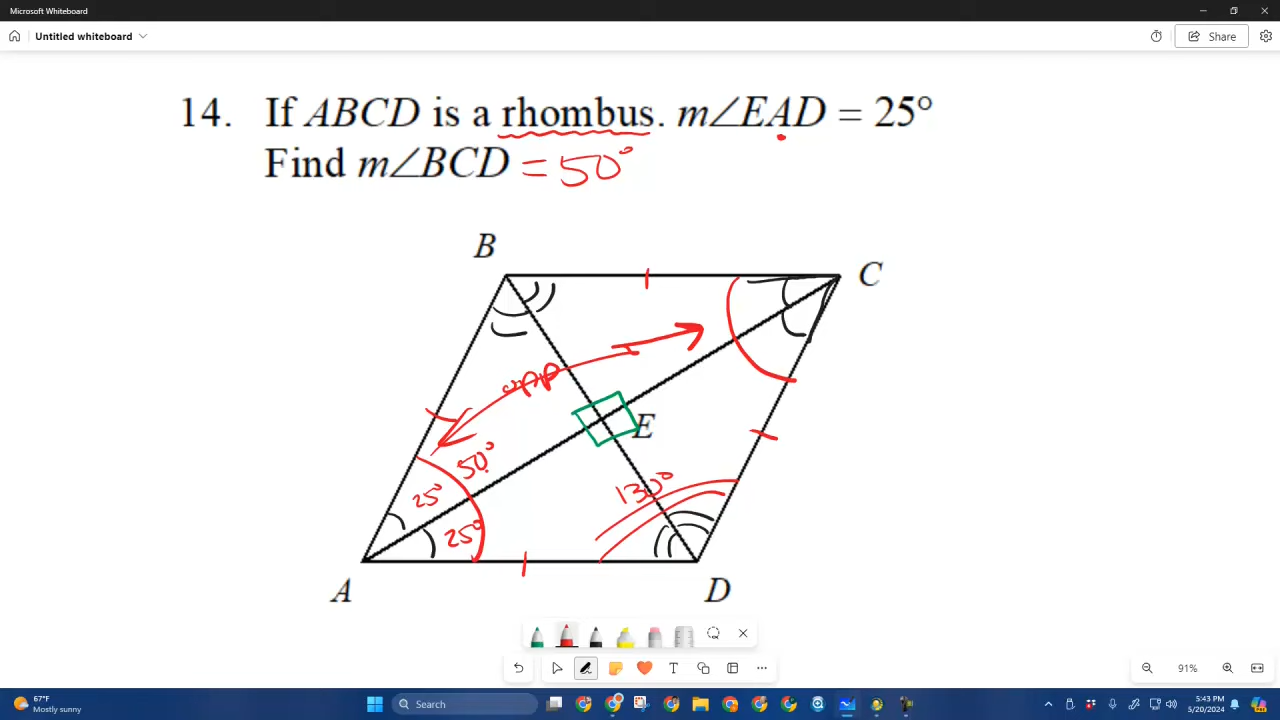 Microsoft Whiteboard
Untitled whiteboard
Share
14. If ABCD is a rhombus. m∠EAD = 25°
Find m∠BCD = 50°
B
C
opp
E
50°
25°
130°
25°
A
D
T
91%
67°F
Mostly sunny
Search
5:43 PM
5/20/2024